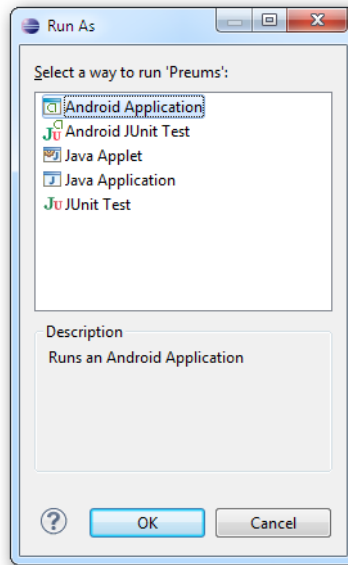 Run As
Select a way to run 'Preums':
Android Application
Android JUnit Test
Java Applet
Java Application
JUnit Test
Description
Runs an Android Application
OK
Cancel